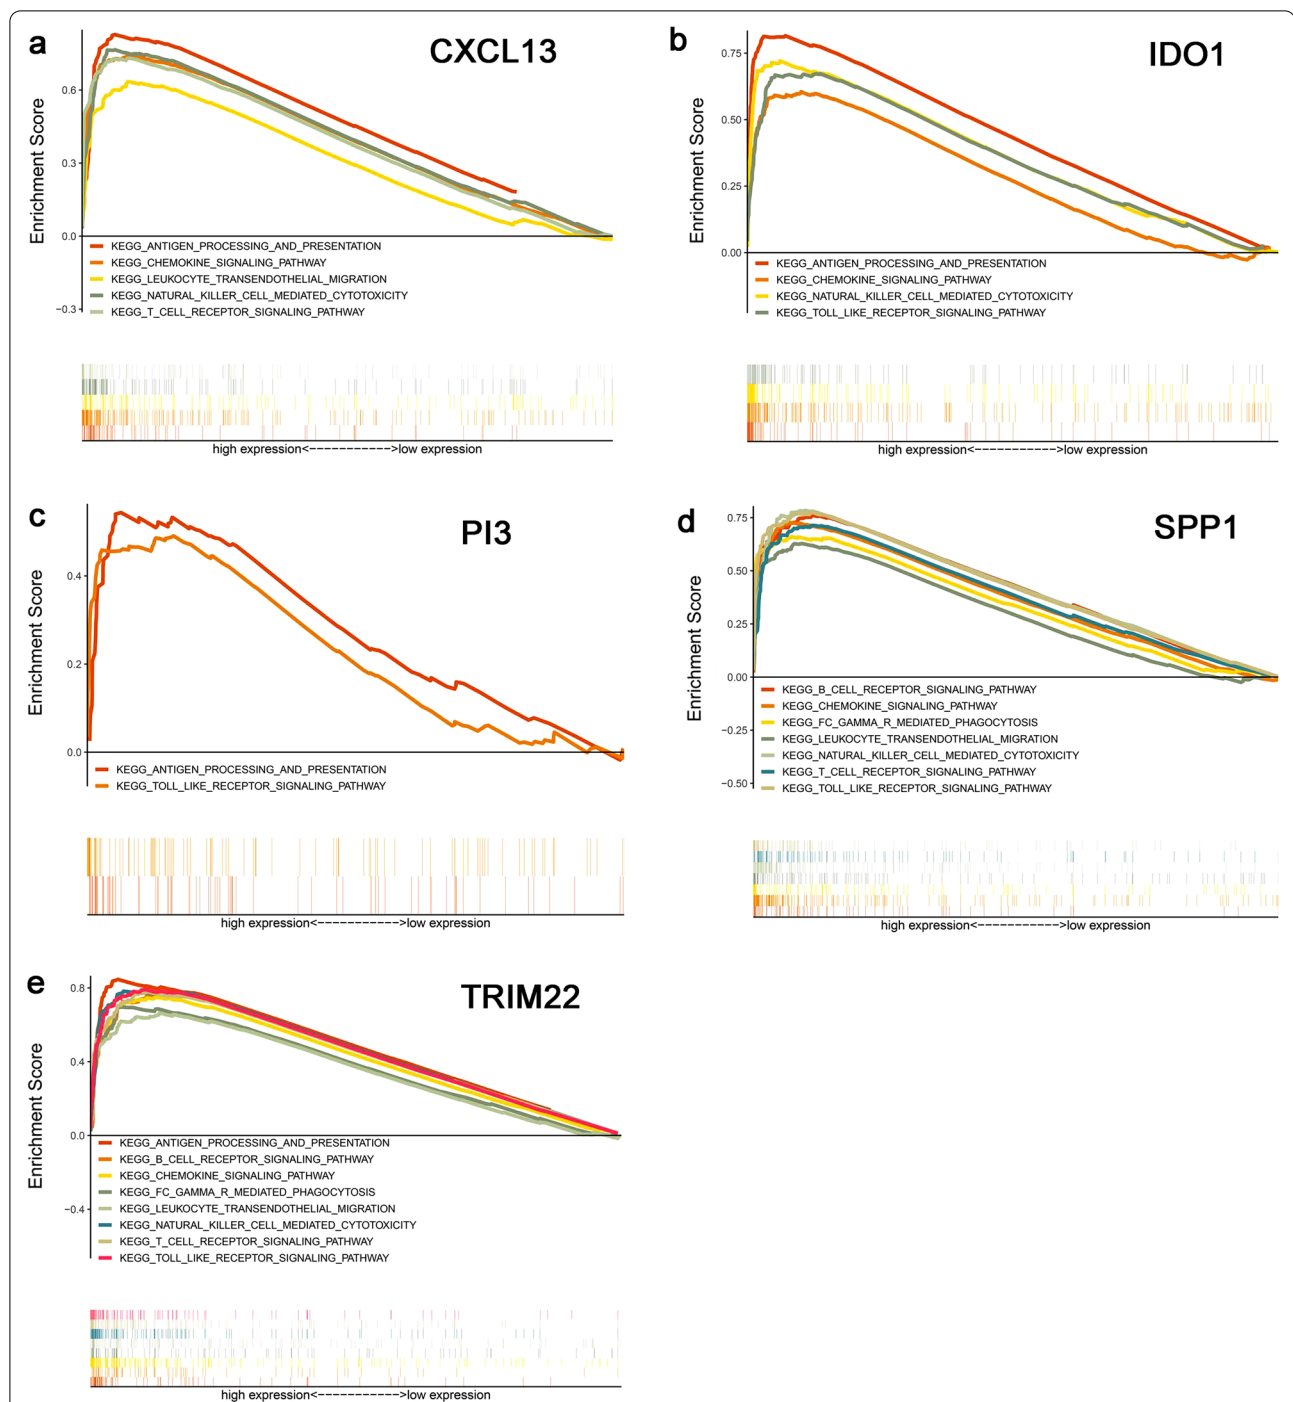 a
CXCL13
Enrichment Score
0.6
0.3
0.0
−0.3
KEGG_ANTIGEN_PROCESSING_AND_PRESENTATION
KEGG_CHEMOKINE_SIGNALING_PATHWAY
KEGG_LEUKOCYTE_TRANSENDOTHELIAL_MIGRATION
KEGG_NATURAL_KILLER_CELL_MEDIATED_CYTOTOXICITY
KEGG_T_CELL_RECEPTOR_SIGNALING_PATHWAY
high expression<----------->low expression
b
IDO1
Enrichment Score
0.75
0.50
0.25
0.00
KEGG_ANTIGEN_PROCESSING_AND_PRESENTATION
KEGG_CHEMOKINE_SIGNALING_PATHWAY
KEGG_NATURAL_KILLER_CELL_MEDIATED_CYTOTOXICITY
KEGG_TOLL_LIKE_RECEPTOR_SIGNALING_PATHWAY
high expression<----------->low expression
c
PI3
Enrichment Score
0.4
0.2
0.0
KEGG_ANTIGEN_PROCESSING_AND_PRESENTATION
KEGG_TOLL_LIKE_RECEPTOR_SIGNALING_PATHWAY
high expression<----------->low expression
d
SPP1
Enrichment Score
0.75
0.50
0.25
0.00
−0.25
−0.50
KEGG_B_CELL_RECEPTOR_SIGNALING_PATHWAY
KEGG_CHEMOKINE_SIGNALING_PATHWAY
KEGG_FC_GAMMA_R_MEDIATED_PHAGOCYTOSIS
KEGG_LEUKOCYTE_TRANSENDOTHELIAL_MIGRATION
KEGG_NATURAL_KILLER_CELL_MEDIATED_CYTOTOXICITY
KEGG_T_CELL_RECEPTOR_SIGNALING_PATHWAY
KEGG_TOLL_LIKE_RECEPTOR_SIGNALING_PATHWAY
high expression<----------->low expression
e
TRIM22
Enrichment Score
0.8
0.4
0.0
−0.4
KEGG_ANTIGEN_PROCESSING_AND_PRESENTATION
KEGG_B_CELL_RECEPTOR_SIGNALING_PATHWAY
KEGG_CHEMOKINE_SIGNALING_PATHWAY
KEGG_FC_GAMMA_R_MEDIATED_PHAGOCYTOSIS
KEGG_LEUKOCYTE_TRANSENDOTHELIAL_MIGRATION
KEGG_NATURAL_KILLER_CELL_MEDIATED_CYTOTOXICITY
KEGG_T_CELL_RECEPTOR_SIGNALING_PATHWAY
KEGG_TOLL_LIKE_RECEPTOR_SIGNALING_PATHWAY
high expression<----------->low expression